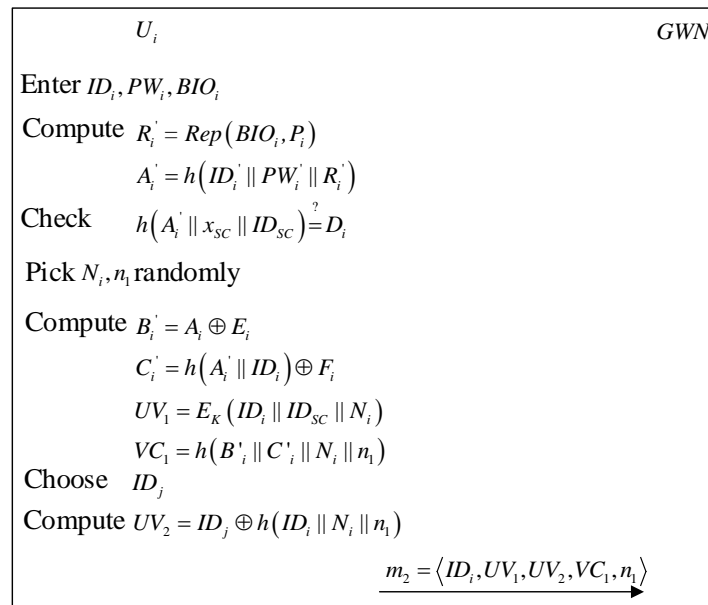 U_i GWN
Enter ID_i, PW_i, BIO_i
Compute R_i^' = Rep(BIO_i, P_i)
A_i^' = h(ID_i^' || PW_i^' || R_i^')
Check h(A_i^' || x_SC || ID_SC) =^? D_i
Pick N_i, n_1 randomly
Compute B_i^' = A_i ⊕ E_i
C_i^' = h(A_i^' || ID_i) ⊕ F_i
UV_1 = E_K(ID_i || ID_SC || N_i)
VC_1 = h(B'_i || C'_i || N_i || n_1)
Choose ID_j
Compute UV_2 = ID_j ⊕ h(ID_i || N_i || n_1)
m_2 = ⟨ID_i, UV_1, UV_2, VC_1, n_1⟩